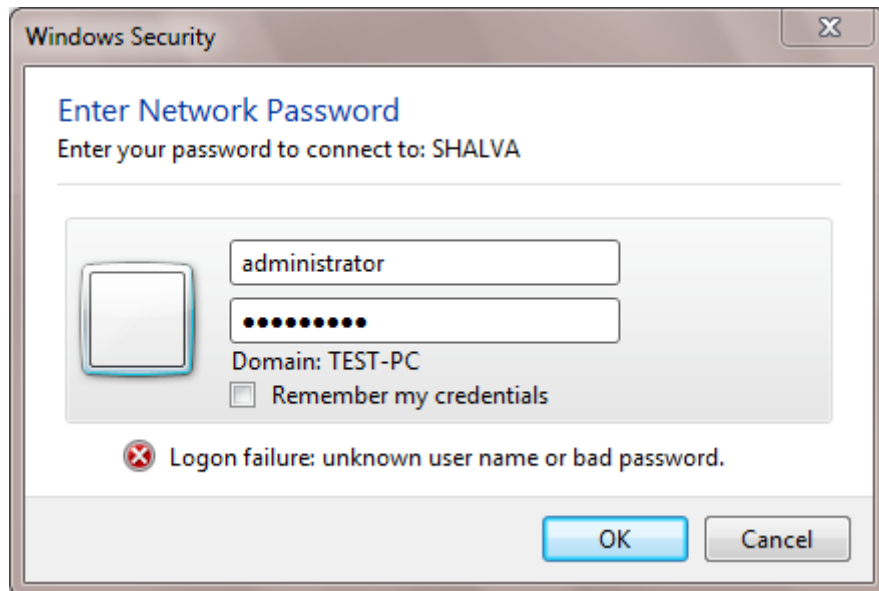 Windows Security
Enter Network Password
Enter your password to connect to: SHALVA
administrator
●●●●●●●●●
Domain: TEST-PC
Remember my credentials
Logon failure: unknown user name or bad password.
OK
Cancel